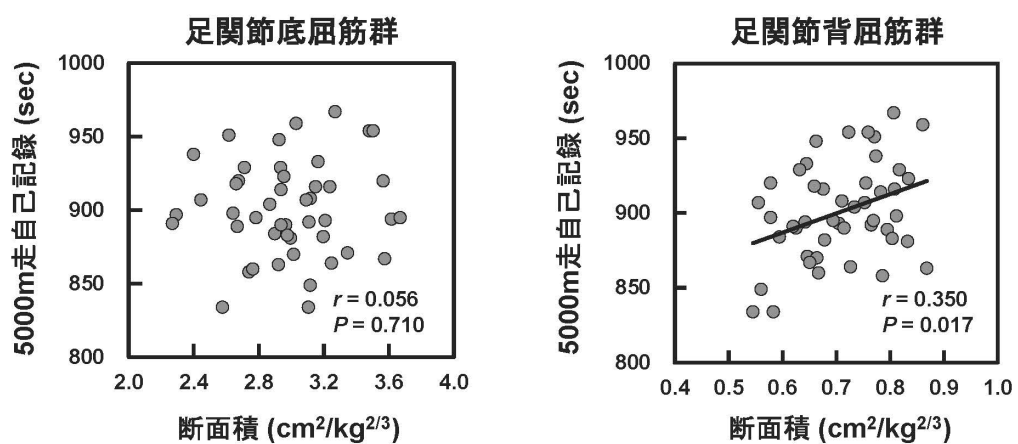 足関節底屈筋群
5000m走自己記録 (sec)
1000
950
900
850
800
r = 0.056
P = 0.710
2.0 2.4 2.8 3.2 3.6 4.0
断面積 (cm²/kg²/³)
足関節背屈筋群
5000m走自己記録 (sec)
1000
950
900
850
800
r = 0.350
P = 0.017
0.4 0.5 0.6 0.7 0.8 0.9 1.0
断面積 (cm²/kg²/³)